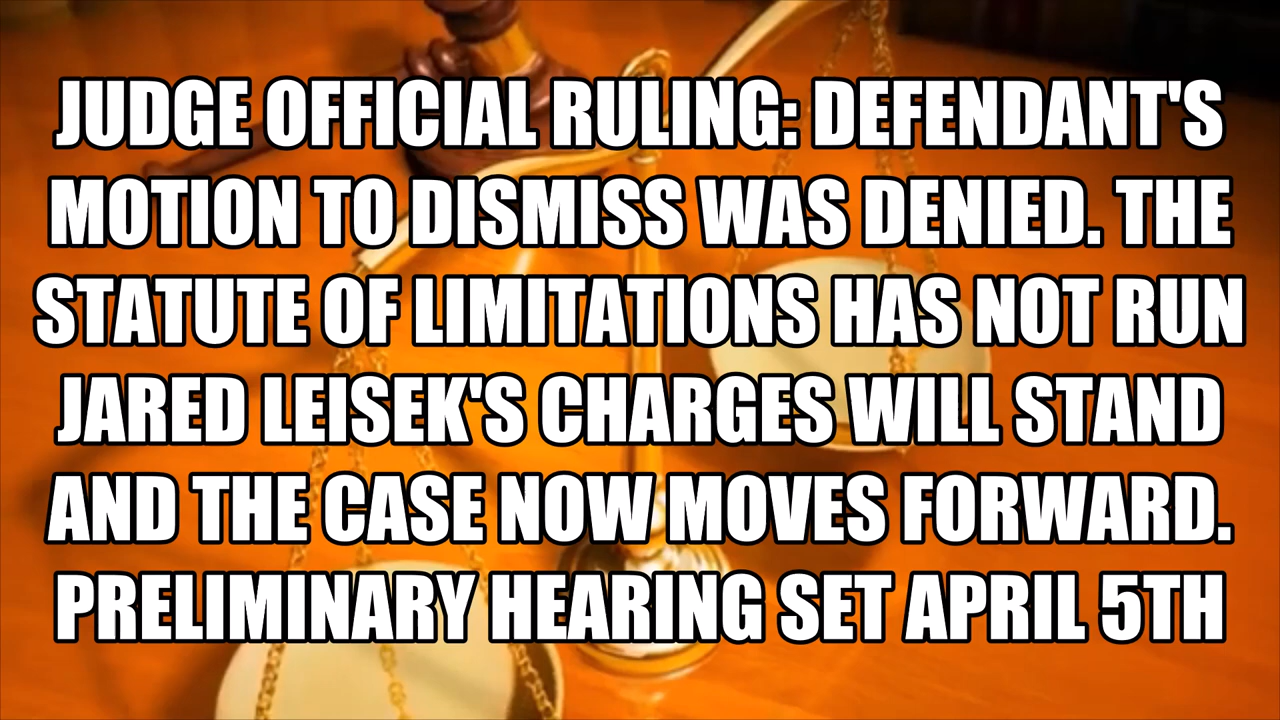 JUDGE OFFICIAL RULING: DEFENDANT'S
MOTION TO DISMISS WAS DENIED. THE
STATUTE OF LIMITATIONS HAS NOT RUN
JARED LEISEK'S CHARGES WILL STAND
AND THE CASE NOW MOVES FORWARD.
PRELIMINARY HEARING SET APRIL 5TH